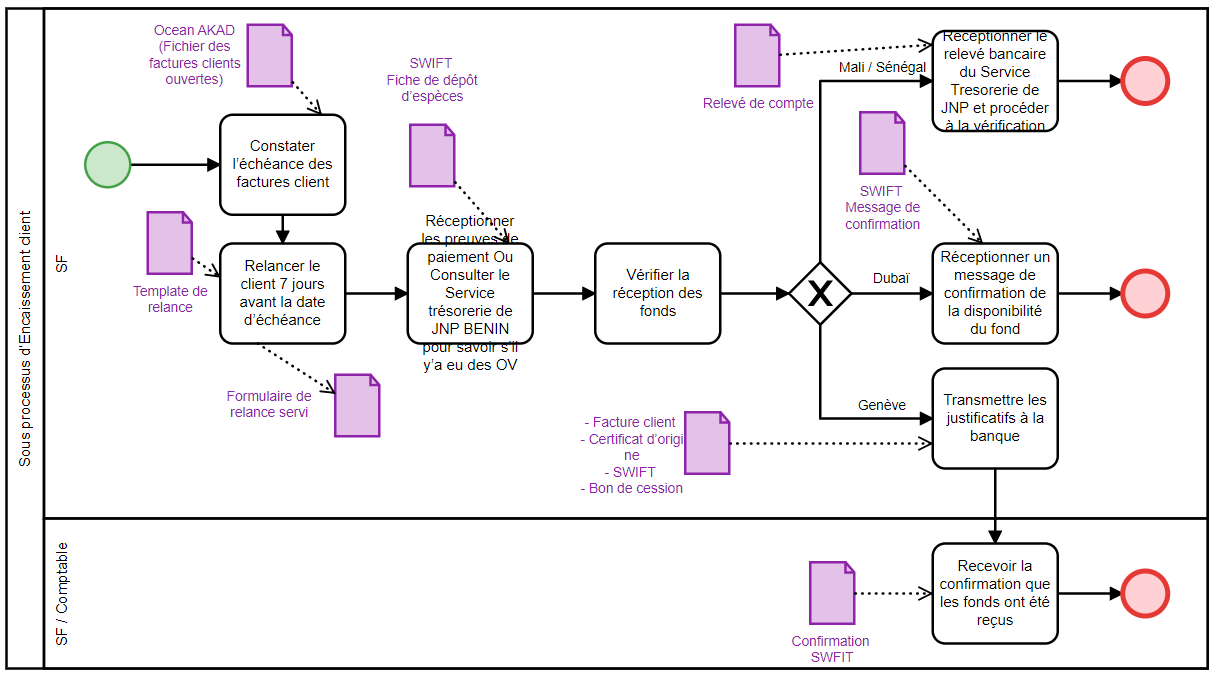 Sous processus d'Encaissement client
SF
Ocean AKAD
(Fichier des
factures clients
ouvertes)
Constater
l'échéance des
factures client
Template de
relance
Relancer le
client 7 jours
avant la date
d'échéance
Formulaire de
relance servi
SWIFT
Fiche de dépôt
d'espèces
Réceptionner
les preuves de
paiement Ou
Consulter le
Service
trésorerie de
JNP BENIN
pour savoir s'il
y'a eu des OV
Vérifier la
réception des
fonds
X
Mali / Sénégal
Relevé de compte
Réceptionner le
relevé bancaire
du Service
Tresorerie de
JNP et procéder
à la vérification
Dubaï
SWIFT
Message de
confirmation
Réceptionner un
message de
confirmation de
la disponibilité
du fond
Genève
- Facture client
- Certificat d'origi
ne
- SWIFT
- Bon de cession
Transmettre les
justificatifs à la
banque
SF / Comptable
Confirmation
SWFIT
Recevoir la
confirmation que
les fonds ont été
reçus